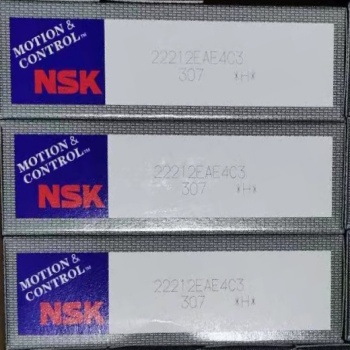 MOTION &
CONTROL™
NSK
22212EAE4C3
307 *H*
MOTION &
CONTROL™
NSK
22212EAE4C3
307 *H*
MOTION &
CONTROL™
NSK
22212EAE4C3
307 *H*